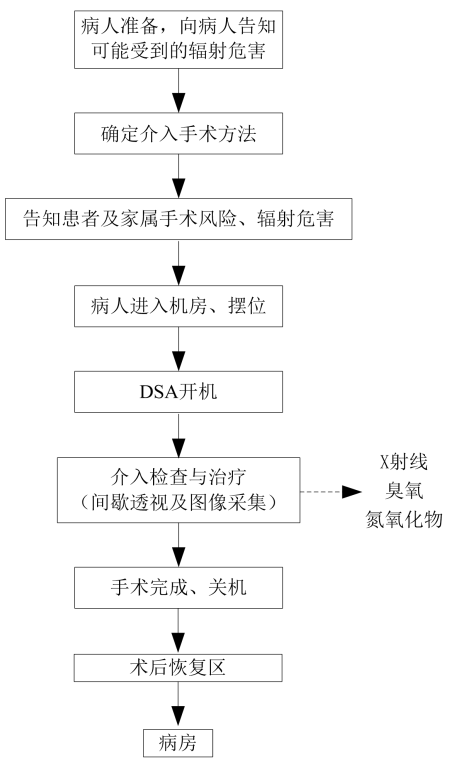 病人准备，向病人告知
可能受到的辐射危害
确定介入手术方法
告知患者及家属手术风险、辐射危害
病人进入机房、摆位
DSA开机
介入检查与治疗
（间歇透视及图像采集）
X射线
臭氧
氮氧化物
手术完成、关机
术后恢复区
病房